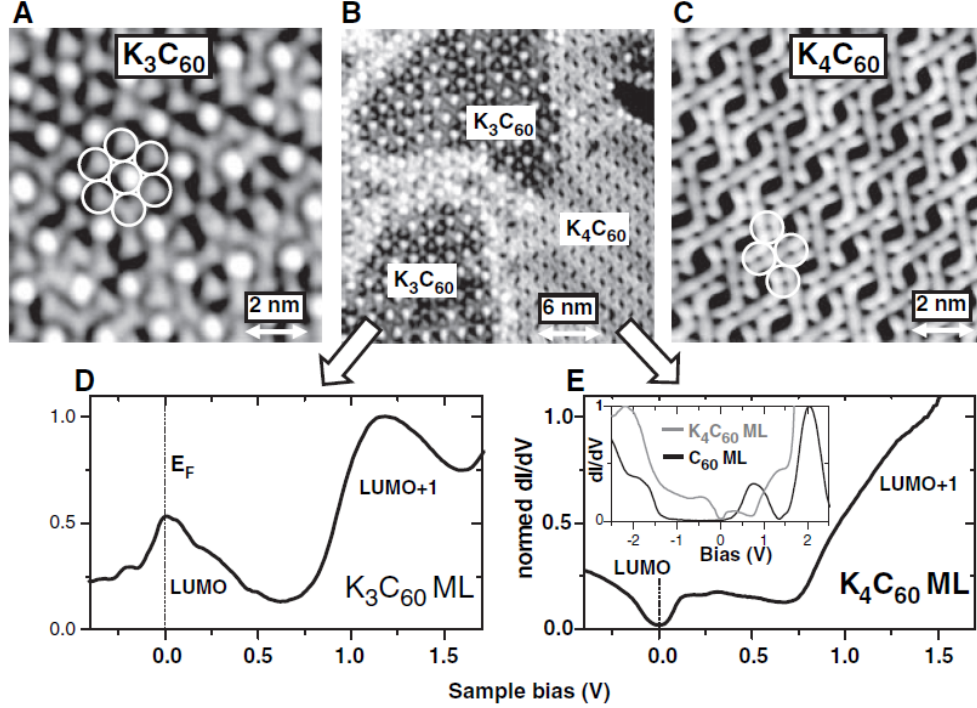 A
B
C
K3C60
K3C60
K4C60
K3C60
K4C60
2 nm
6 nm
2 nm
D
E
1.0
0.5
0.0
EF
LUMO
LUMO+1
K3C60 ML
0.0
0.5
1.0
1.5
normed dI/dV
1.0
0.5
0.0
dI/dV
1
0
K4C60 ML
C60 ML
-2
-1
0
1
2
Bias (V)
LUMO
LUMO+1
K4C60 ML
0.0
0.5
1.0
1.5
Sample bias (V)